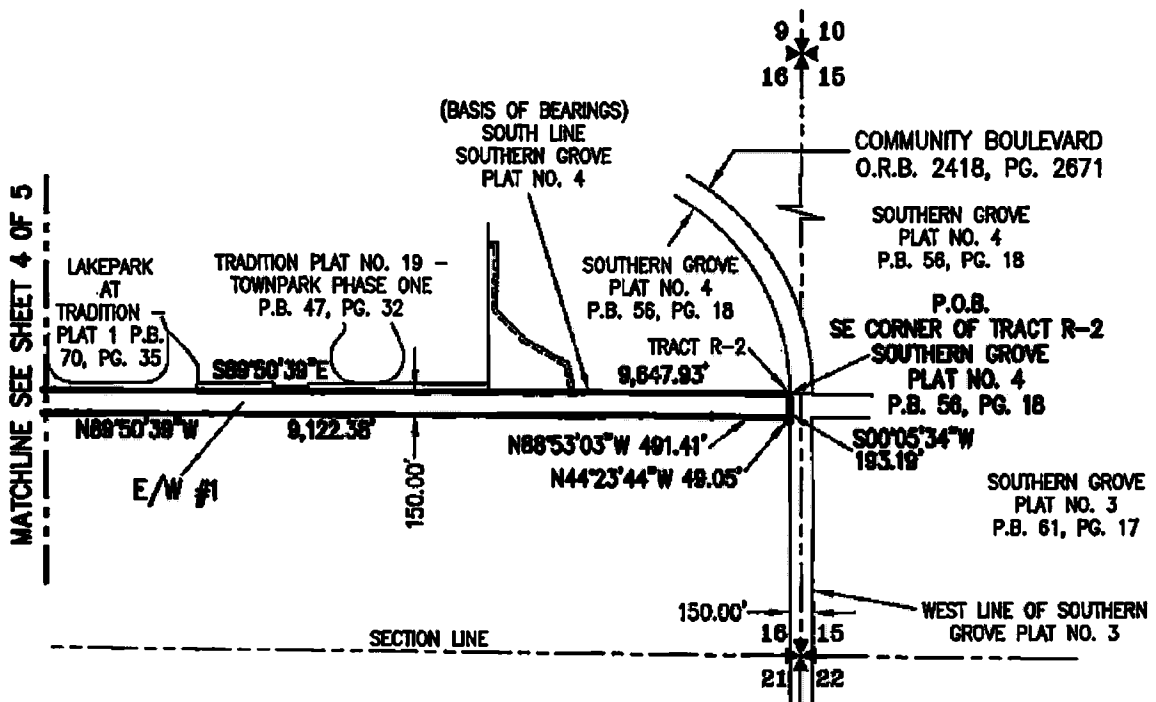 9 10
16 15
(BASIS OF BEARINGS)
SOUTH LINE
SOUTHERN GROVE
PLAT NO. 4
COMMUNITY BOULEVARD
O.R.B. 2418, PG. 2671
SOUTHERN GROVE
PLAT NO. 4
P.B. 56, PG. 18
MATCHLINE SEE SHEET 4 OF 5
LAKEPARK
AT
TRADITION –
PLAT 1 P.B.
70, PG. 35
TRADITION PLAT NO. 19 –
TOWNPARK PHASE ONE
P.B. 47, PG. 32
SOUTHERN GROVE
PLAT NO. 4
P.B. 56, PG. 18
P.O.B.
SE CORNER OF TRACT R-2
SOUTHERN GROVE
PLAT NO. 4
P.B. 56, PG. 18
TRACT R-2
S89°50'39"E
9,647.93'
N89°50'39"W
9,122.38'
N88°53'03"W 491.41'
N44°23'44"W 49.05'
S00°05'34"W
193.19'
E/W #1
150.00'
SOUTHERN GROVE
PLAT NO. 3
P.B. 61, PG. 17
150.00'
WEST LINE OF SOUTHERN
GROVE PLAT NO. 3
SECTION LINE
16 15
21 22